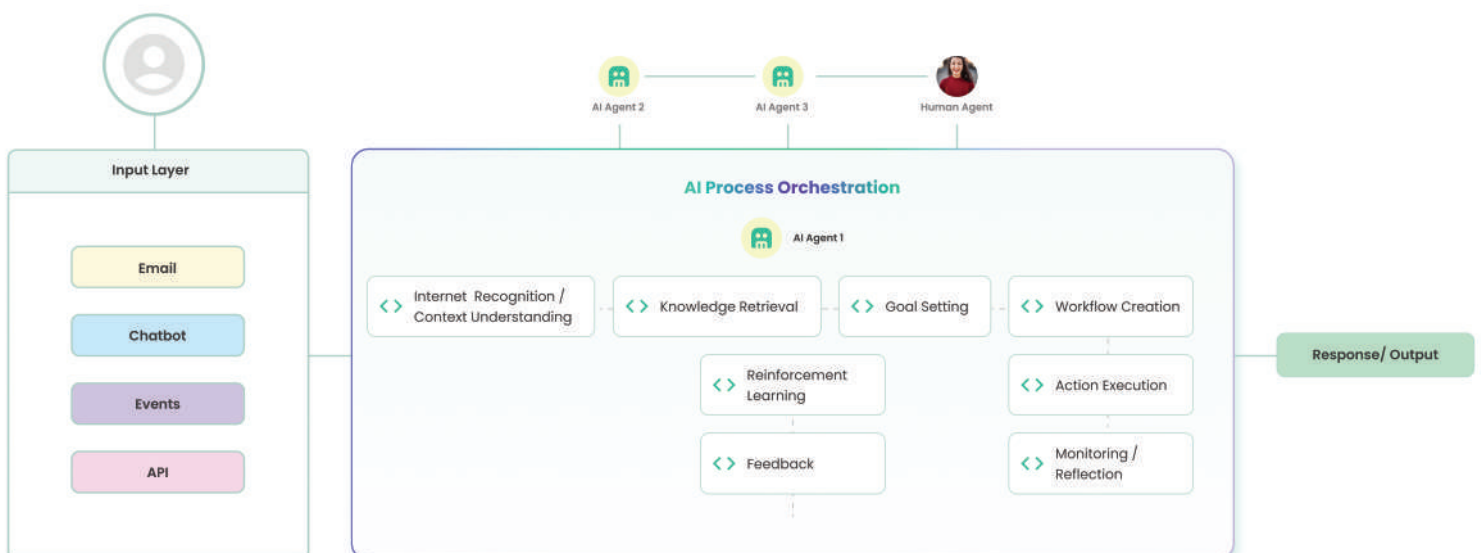 AI Agent 2
AI Agent 3
Human Agent
Input Layer
Email
Chatbot
Events
API
AI Process Orchestration
AI Agent 1
Internet Recognition /
Context Understanding
Knowledge Retrieval
Goal Setting
Workflow Creation
Reinforcement
Learning
Action Execution
Feedback
Monitoring /
Reflection
Response/ Output